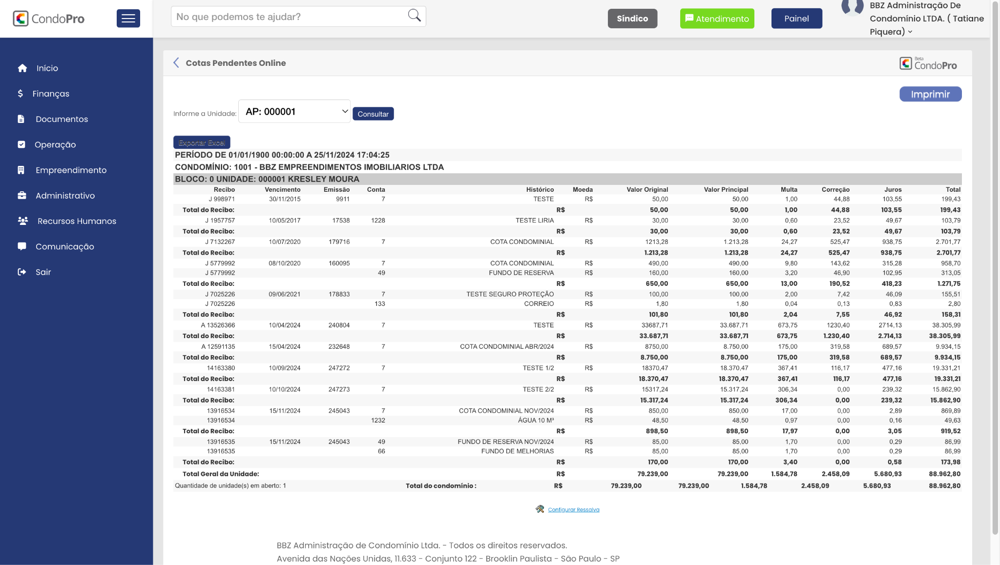 CondoPro
No que podemos te ajudar?
Síndico
Atendimento
Painel
BBZ Administração De
Condomínio LTDA. ( Tatiane
Piquera)
Início
Finanças
Documentos
Operação
Empreendimento
Administrativo
Recursos Humanos
Comunicação
Sair
Cotas Pendentes Online
Beta
CondoPro
Imprimir
Informe a Unidade: AP: 000001 Consultar
Exportar Excel
PERÍODO DE 01/01/1900 00:00:00 A 25/11/2024 17:04:25
CONDOMÍNIO: 1001 - BBZ EMPREENDIMENTOS IMOBILIARIOS LTDA
BLOCO: 0 UNIDADE: 000001 KRESLEY MOURA
Recibo Vencimento Emissão Conta Histórico Moeda Valor Original Valor Principal Multa Correção Juros Total
J 998971 30/11/2015 9911 7 TESTE R$ 50,00 50,00 1,00 44,88 103,55 199,43
Total do Recibo: R$ 50,00 50,00 1,00 44,88 103,55 199,43
J 1957757 10/05/2017 17538 1228 TESTE LIRIA R$ 30,00 30,00 0,60 23,52 49,67 103,79
Total do Recibo: R$ 30,00 30,00 0,60 23,52 49,67 103,79
J 7132267 10/07/2020 179716 7 COTA CONDOMINIAL R$ 1213,28 1.213,28 24,27 525,47 938,75 2.701,77
Total do Recibo: R$ 1.213,28 1.213,28 24,27 525,47 938,75 2.701,77
J 5779992 08/10/2020 160095 7 COTA CONDOMINIAL R$ 490,00 490,00 9,80 143,62 315,28 958,70
J 5779992 49 FUNDO DE RESERVA R$ 160,00 160,00 3,20 46,90 102,95 313,05
Total do Recibo: R$ 650,00 650,00 13,00 190,52 418,23 1.271,75
J 7025226 09/06/2021 178833 7 TESTE SEGURO PROTEÇÃO R$ 100,00 100,00 2,00 7,42 46,09 155,51
J 7025226 133 CORREIO R$ 1,80 1,80 0,04 0,13 0,83 2,80
Total do Recibo: R$ 101,80 101,80 2,04 7,55 46,92 158,31
A 13526366 10/04/2024 240804 7 TESTE R$ 33687,71 33.687,71 673,75 1230,40 2714,13 38.305,99
Total do Recibo: R$ 33.687,71 33.687,71 673,75 1.230,40 2.714,13 38.305,99
A 12591135 15/04/2024 232648 7 COTA CONDOMINIAL ABR/2024 R$ 8750,00 8.750,00 175,00 319,58 689,57 9.934,15
Total do Recibo: R$ 8.750,00 8.750,00 175,00 319,58 689,57 9.934,15
14163380 10/09/2024 247272 7 TESTE 1/2 R$ 18370,47 18.370,47 367,41 116,17 477,16 19.331,21
Total do Recibo: R$ 18.370,47 18.370,47 367,41 116,17 477,16 19.331,21
14163381 10/10/2024 247273 7 TESTE 2/2 R$ 15317,24 15.317,24 306,34 0,00 239,32 15.862,90
Total do Recibo: R$ 15.317,24 15.317,24 306,34 0,00 239,32 15.862,90
13916534 15/11/2024 245043 7 COTA CONDOMINIAL NOV/2024 R$ 850,00 850,00 17,00 0,00 2,89 869,89
13916534 1232 ÁGUA 10 M³ R$ 48,50 48,50 0,97 0,00 0,16 49,63
Total do Recibo: R$ 898,50 898,50 17,97 0,00 3,05 919,52
13916535 15/11/2024 245043 49 FUNDO DE RESERVA NOV/2024 R$ 85,00 85,00 1,70 0,00 0,29 86,99
13916535 66 FUNDO DE MELHORIAS R$ 85,00 85,00 1,70 0,00 0,29 86,99
Total do Recibo: R$ 170,00 170,00 3,40 0,00 0,58 173,98
Total Geral da Unidade: R$ 79.239,00 79.239,00 1.584,78 2.458,09 5.680,93 88.962,80
Quantidade de unidade(s) em aberto: 1 Total do condomínio : R$ 79.239,00 79.239,00 1.584,78 2.458,09 5.680,93 88.962,80
Configurar Ressalva
BBZ Administração de Condomínio Ltda. - Todos os direitos reservados.
Avenida das Nações Unidas, 11.633 - Conjunto 122 - Brooklin Paulista - São Paulo - SP